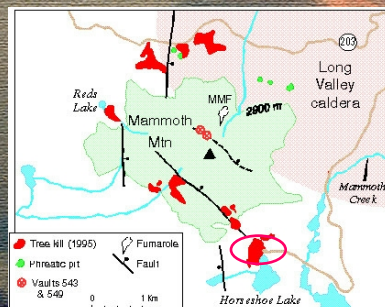 203
Long
Valley
caldera
Reds
Lake
MMF
2900 m
Mammoth
Mtn
Mammoth
Creek
Tree kill (1995)
Fumarole
Phreatic pit
Fault
Vaults 543
& 549
0 1 Km
Horseshoe Lake